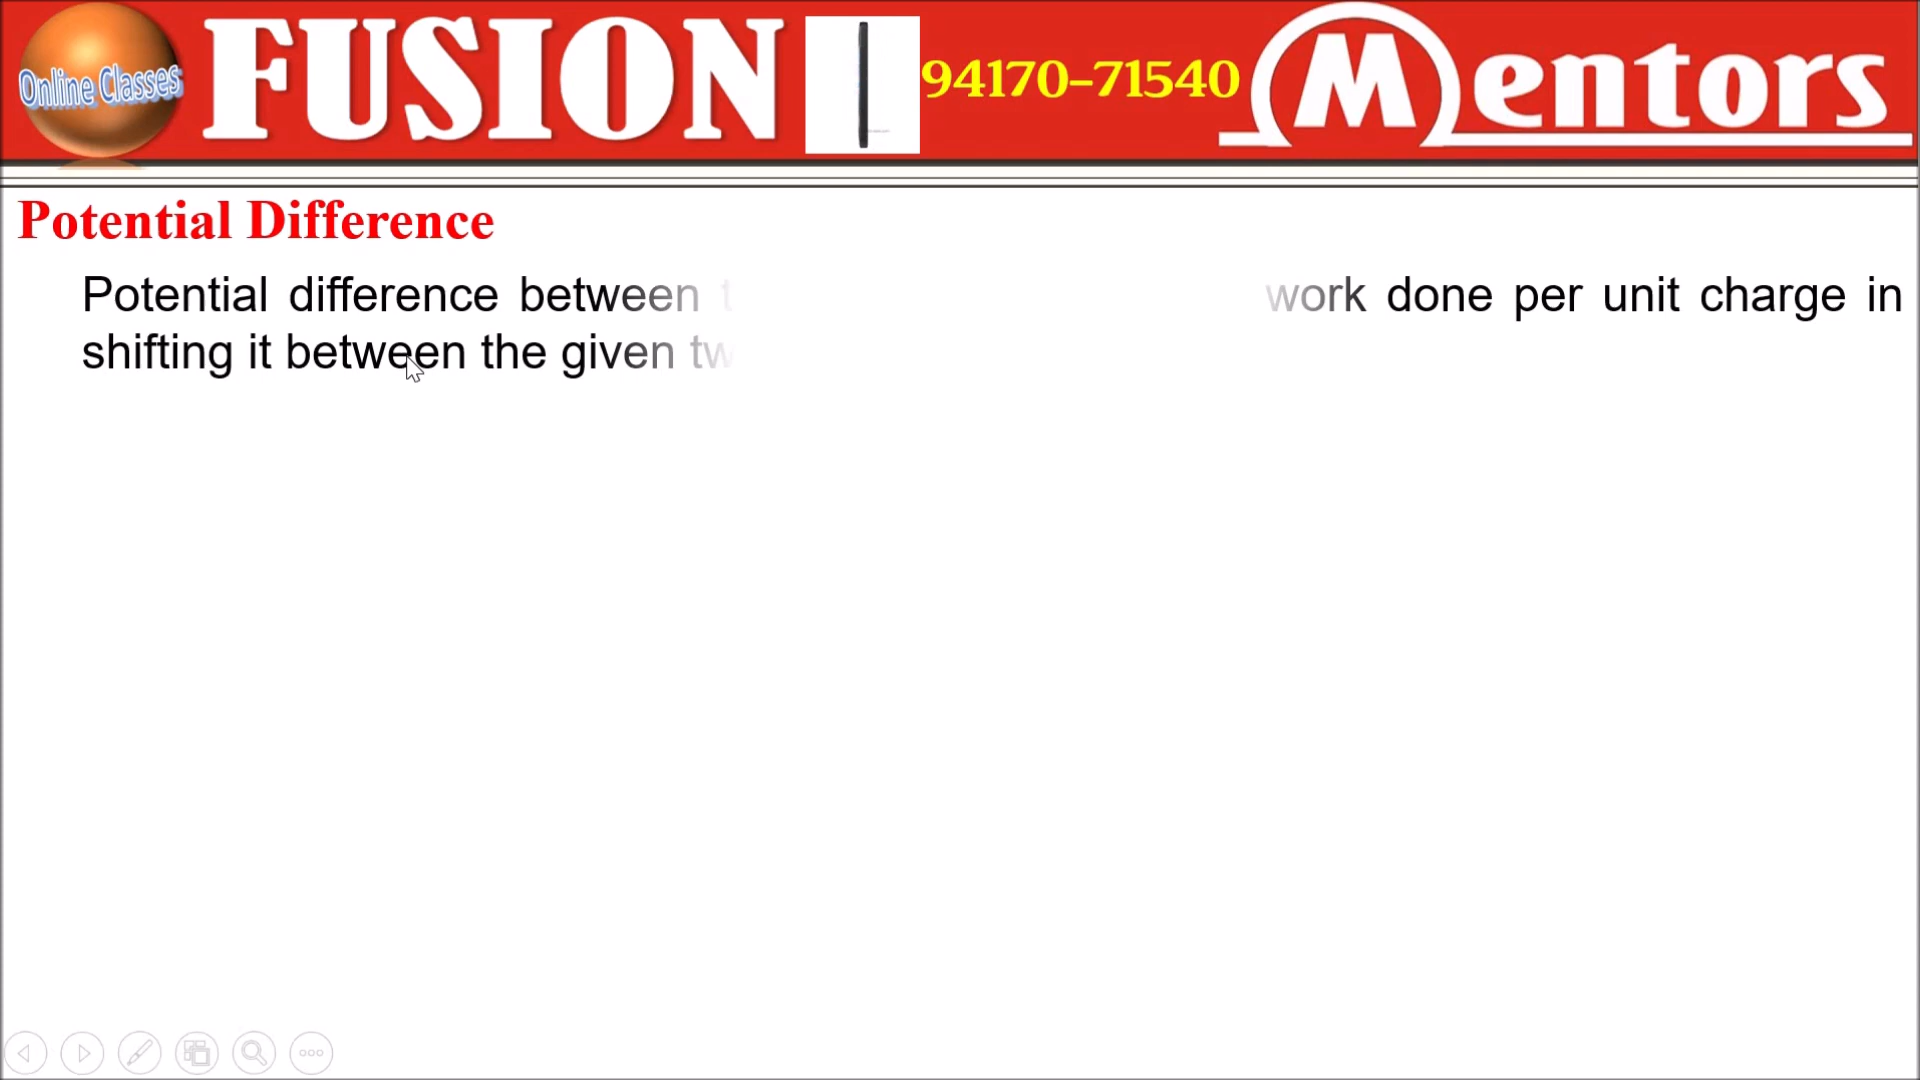 Online Classes
FUSION
94170-71540
Mentors
Potential Difference
Potential difference between work done per unit charge in
shifting it between the given